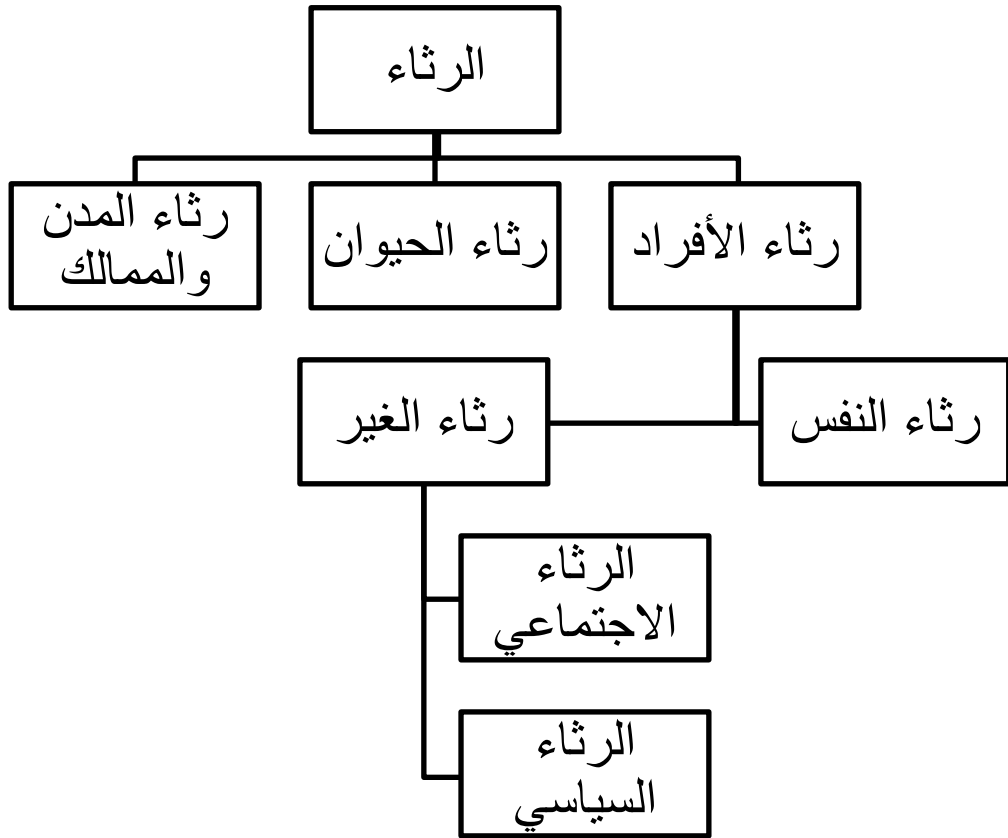 الرثاء
رثاء الأفراد
رثاء الحيوان
رثاء المدن
والممالك
رثاء النفس
رثاء الغير
الرثاء
الاجتماعي
الرثاء
السياسي